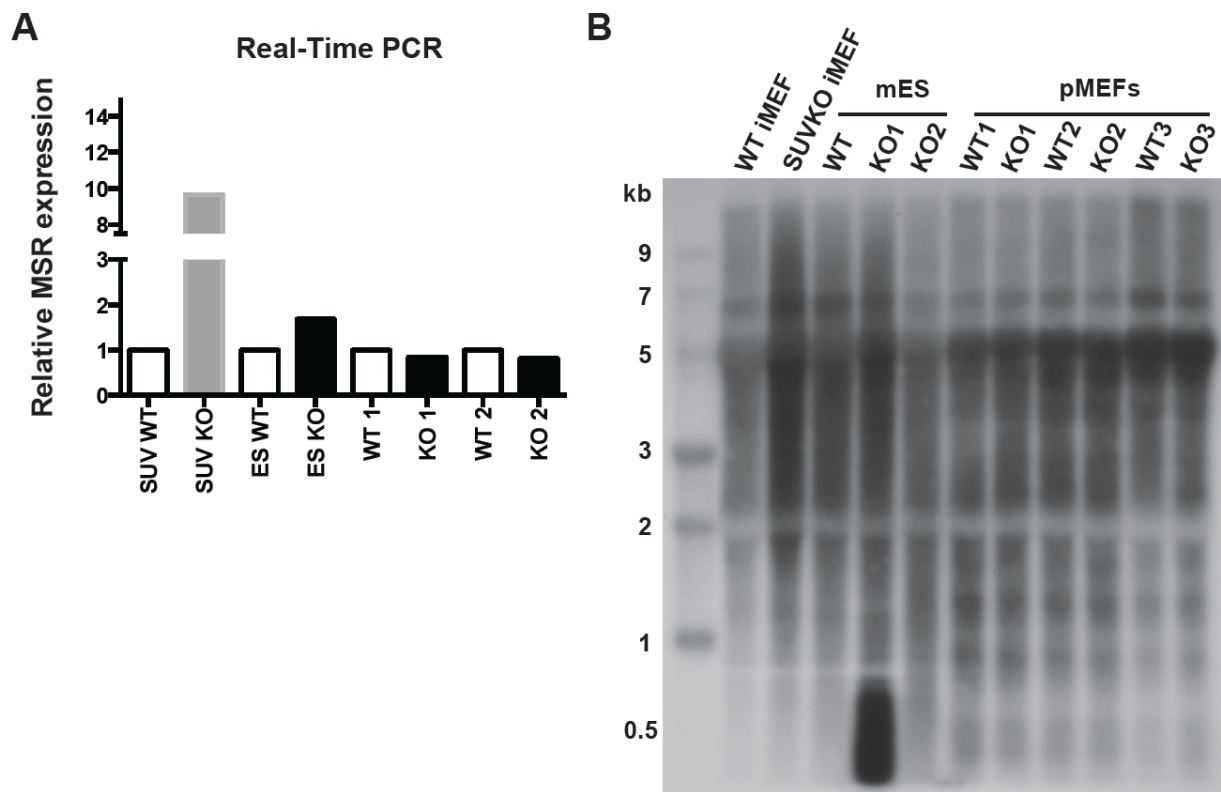 A
Real-Time PCR
Relative MSR expression
14
12
10
8
3
2
1
0
SUV WT
SUV KO
ES WT
ES KO
WT 1
KO 1
WT 2
KO 2
B
mES
pMEFs
WT iMEF
SUVKO iMEF
WT
KO1
KO2
WT1
KO1
WT2
KO2
WT3
KO3
kb
9
7
5
3
2
1
0.5